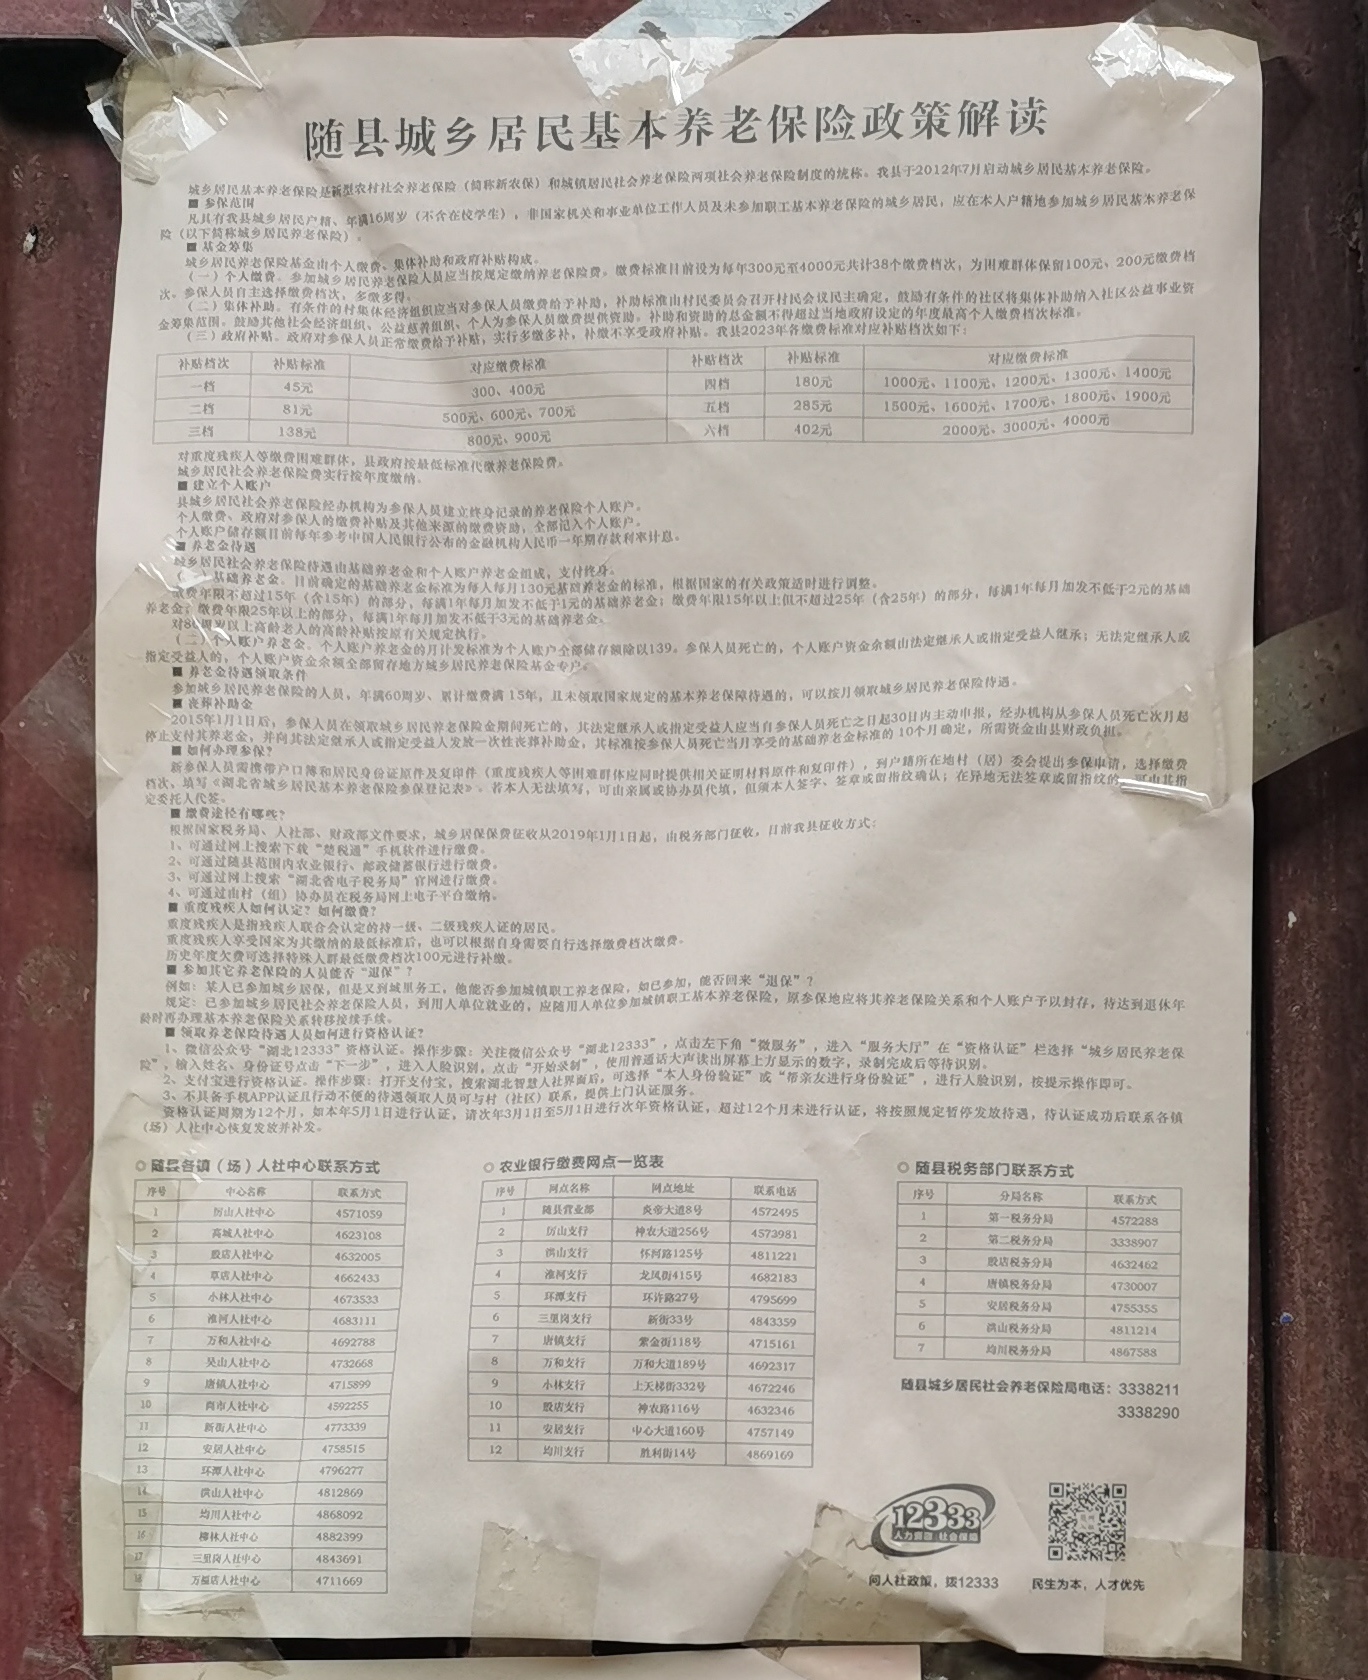 随县城乡居民基本养老保险政策解读
城乡居民基本养老保险是新型农村社会养老保险（简称新农保）和城镇居民社会养老保险两项社会养老保险制度的统称。我县于2012年7月启动城乡居民基本养老保险。
■ 参保范围
凡具有我县城乡居民户籍、年满16周岁（不含在校学生），非国家机关和事业单位工作人员及未参加职工基本养老保险的城乡居民，应在本人户籍地参加城乡居民基本养老保
险（以下简称城乡居民养老保险）。
■ 基金筹集
城乡居民养老保险基金由个人缴费、集体补助和政府补贴构成。
（一）个人缴费。参加城乡居民养老保险人员应当按规定缴纳养老保险费。缴费标准目前设为每年300元至4000元共计38个缴费档次，为困难群体保留100元、200元缴费档
次。参保人员自主选择缴费档次，多缴多得。
（二）集体补助。有条件的村集体经济组织应当对参保人员缴费给予补助，补助标准由村民委员会召开村民会议民主确定，鼓励有条件的社区将集体补助纳入社区公益事业资
金筹集范围。鼓励其他社会经济组织、公益慈善组织、个人为参保人员缴费提供资助。补助和资助的总金额不得超过当地政府设定的年度最高个人缴费档次标准。
（三）政府补贴。政府对参保人员正常缴费给予补贴，实行多缴多补，补缴不享受政府补贴。我县2023年各缴费标准对应补贴档次如下：
补贴档次 补贴标准 对应缴费标准 补贴档次 补贴标准 对应缴费标准
一档 45元 300、400元 四档 180元 1000元、1100元、1200元、1300元、1400元
二档 81元 500元、600元、700元 五档 285元 1500元、1600元、1700元、1800元、1900元
三档 138元 800元、900元 六档 402元 2000元、3000元、4000元
对重度残疾人等缴费困难群体，县政府按最低标准代缴养老保险费。
城乡居民社会养老保险费实行按年度缴纳。
■ 建立个人账户
县城乡居民社会养老保险经办机构为参保人员建立终身记录的养老保险个人账户。
个人缴费、政府对参保人的缴费补贴及其他来源的缴费资助，全部记入个人账户。
个人账户储存额目前每年参考中国人民银行公布的金融机构人民币一年期存款利率计息。
■ 养老金待遇
城乡居民社会养老保险待遇由基础养老金和个人账户养老金组成，支付终身。
（一）基础养老金。目前确定的基础养老金标准为每人每月130元基础养老金的标准，根据国家的有关政策适时进行调整。
缴费年限不超过15年（含15年）的部分，每满1年每月加发不低于1元的基础养老金；缴费年限15年以上但不超过25年（含25年）的部分，每满1年每月加发不低于2元的基础
养老金；缴费年限25年以上的部分，每满1年每月加发不低于3元的基础养老金。
对80周岁以上高龄老人的高龄补贴按原有关规定执行。
（二）个人账户养老金。个人账户养老金的月计发标准为个人账户全部储存额除以139。参保人员死亡的，个人账户资金余额由法定继承人或指定受益人继承；无法定继承人或
指定受益人的，个人账户资金余额全部留存地方城乡居民养老保险基金专户。
■ 养老金待遇领取条件
参加城乡居民养老保险的人员，年满60周岁、累计缴费满 15年，且未领取国家规定的基本养老保障待遇的，可以按月领取城乡居民养老保险待遇。
■ 丧葬补助金
2015年1月1日后，参保人员在领取城乡居民养老保险金期间死亡的，其法定继承人或指定受益人应当自参保人员死亡之日起30日内主动申报，经办机构从参保人员死亡次月起
停止支付其养老金，并向其法定继承人或指定受益人发放一次性丧葬补助金，其标准按参保人员死亡当月享受的基础养老金标准的 10个月确定，所需资金由县财政负担。
■ 如何办理参保？
新参保人员需携带户口簿和居民身份证原件及复印件（重度残疾人等困难群体应同时提供相关证明材料原件和复印件），到户籍所在地村（居）委会提出参保申请，选择缴费
档次，填写《湖北省城乡居民基本养老保险参保登记表》。若本人无法填写，可由亲属或协办员代填，但须本人签字、签章或留指纹确认；在异地无法签章或留指纹的，可由其指
定委托人代签。
■ 缴费途径有哪些？
根据国家税务局、人社部、财政部文件要求，城乡居保保费征收从2019年1月1日起，由税务部门征收，目前我县征收方式：
1、可通过网上搜索下载“楚税通”手机软件进行缴费。
2、可通过随县范围内农业银行、邮政储蓄银行进行缴费。
3、可通过网上搜索“湖北省电子税务局”官网进行缴费。
4、可通过由村（组）协办员在税务局网上电子平台缴纳。
■ 重度残疾人如何认定？如何缴费？
重度残疾人是指残疾人联合会认定的持一级、二级残疾人证的居民。
重度残疾人享受国家为其缴纳的最低标准后，也可以根据自身需要自行选择缴费档次缴费。
历史年度欠费可选择特殊人群最低缴费档次100元进行补缴。
■ 参加其它养老保险的人员能否“退保”？
例如：某人已参加城乡居保，但是又到城里务工，他能否参加城镇职工养老保险，如已参加，能否回来“退保”？
规定：已参加城乡居民社会养老保险人员，到用人单位就业的，应随用人单位参加城镇职工基本养老保险，原参保地应将其养老保险关系和个人账户予以封存，待达到退休年
龄时再办理基本养老保险关系转移接续手续。
■ 领取养老保险待遇人员如何进行资格认证？
1、微信公众号“湖北12333”资格认证。操作步骤：关注微信公众号“湖北12333”，点击左下角“微服务”，进入“服务大厅”在“资格认证”栏选择“城乡居民养老保
险”，输入姓名、身份证号点击“下一步”，进入人脸识别，点击“开始录制”，使用普通话大声读出屏幕上方显示的数字，录制完成后等待识别。
2、支付宝进行资格认证。操作步骤：打开支付宝，搜索湖北智慧人社界面后，可选择“本人身份验证”或“帮亲友进行身份验证”，进行人脸识别，按提示操作即可。
3、不具备手机APP认证且行动不便的待遇领取人员可与村（社区）联系，提供上门认证服务。
资格认证周期为12个月，如本年5月1日进行认证，请次年3月1日至5月1日进行次年资格认证，超过12个月未进行认证，将按照规定暂停发放待遇，待认证成功后联系各镇
（场）人社中心恢复发放并补发。
随县各镇（场）人社中心联系方式
序号 中心名称 联系方式
1 厉山人社中心 4571059
2 高城人社中心 4623108
3 殷店人社中心 4632005
4 草店人社中心 4662433
5 小林人社中心 4673533
6 淮河人社中心 4683111
7 万和人社中心 4692788
8 吴山人社中心 4732668
9 唐镇人社中心 4715899
10 尚市人社中心 4592255
11 新街人社中心 4773339
12 安居人社中心 4758515
13 环潭人社中心 4796277
14 洪山人社中心 4812869
15 均川人社中心 4868092
16 柳林人社中心 4882399
17 三里岗人社中心 4843691
18 万福店人社中心 4711669
农业银行缴费网点一览表
序号 网点名称 网点地址 联系电话
1 随县营业部 炎帝大道8号 4572495
2 厉山支行 神农大道256号 4573981
3 洪山支行 怀河路125号 4811221
4 淮河支行 龙凤街415号 4682183
5 环潭支行 环许路27号 4795699
6 三里岗支行 新街33号 4843359
7 唐镇支行 紫金街118号 4715161
8 万和支行 万和大道189号 4692317
9 小林支行 上天梯街332号 4672246
10 殷店支行 神农路116号 4632346
11 安居支行 中心大道160号 4757149
12 均川支行 胜利街14号 4869169
随县税务部门联系方式
序号 分局名称 联系方式
1 第一税务分局 4572288
2 第二税务分局 3338907
3 殷店税务分局 4632462
4 唐镇税务分局 4730007
5 安居税务分局 4755355
6 洪山税务分局 4811214
7 均川税务分局 4867588
随县城乡居民社会养老保险局电话：3338211
3338290
12333
人力资源 社会保障
问人社政策，拨12333
民生为本，人才优先